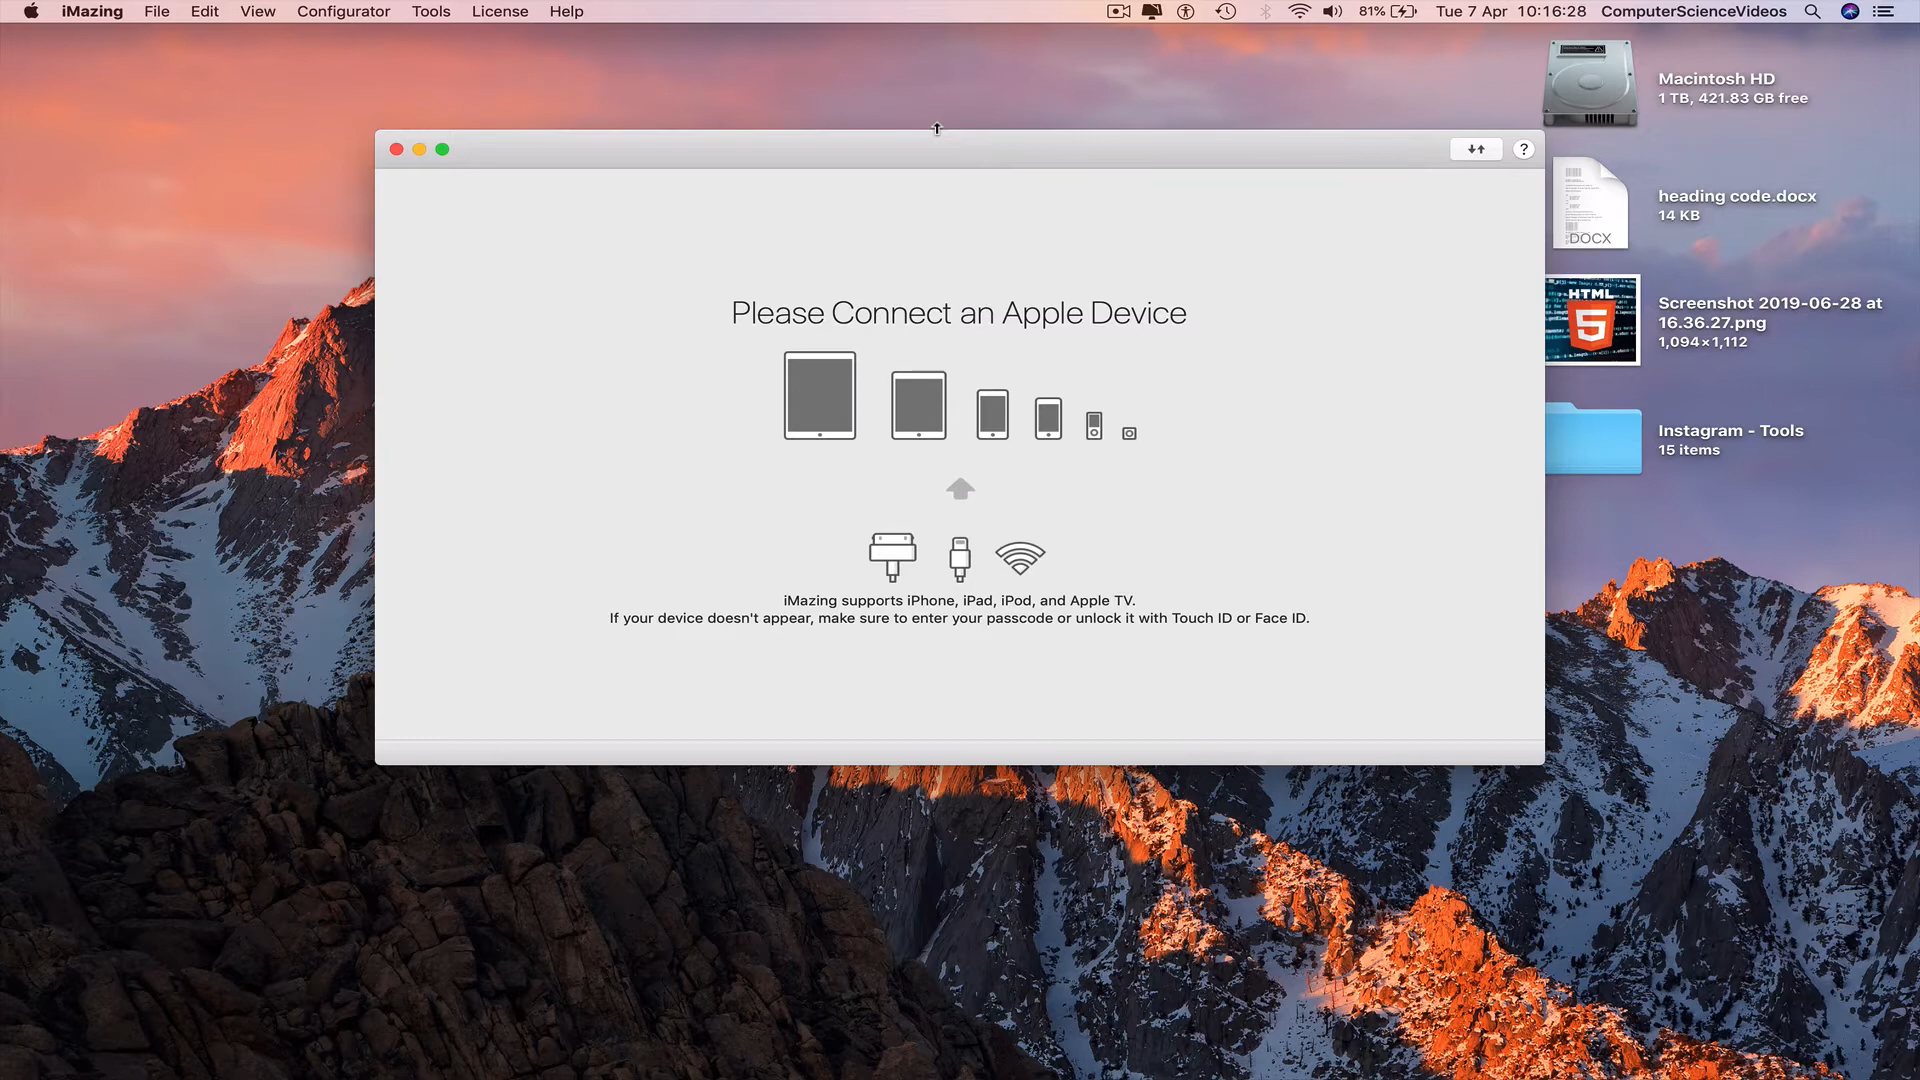 iMazing File Edit View Configurator Tools License Help 81% Tue 7 Apr 10:16:28 ComputerScienceVideos
Macintosh HD
1 TB, 421.83 GB free
?
heading code.docx
14 KB
DOCX
HTML
5
Screenshot 2019-06-28 at
16.36.27.png
1,094×1,112
Please Connect an Apple Device
Instagram - Tools
15 items
iMazing supports iPhone, iPad, iPod, and Apple TV.
If your device doesn't appear, make sure to enter your passcode or unlock it with Touch ID or Face ID.